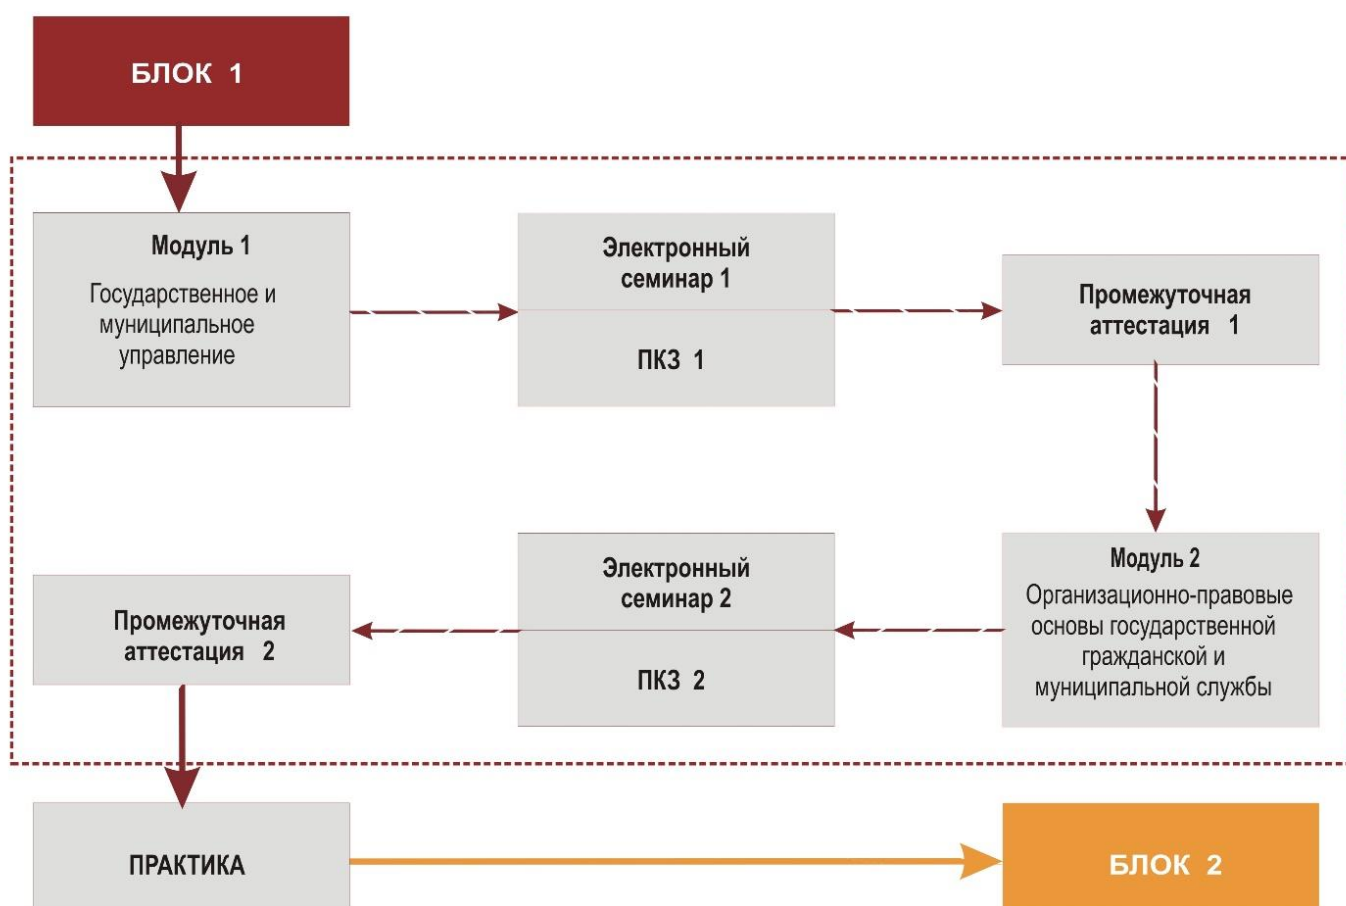 БЛОК 1
Модуль 1
Государственное и
муниципальное
управление
Электронный
семинар 1
ПКЗ 1
Промежуточная
аттестация 1
Модуль 2
Организационно-правовые
основы государственной
гражданской и
муниципальной службы
Электронный
семинар 2
ПКЗ 2
Промежуточная
аттестация 2
ПРАКТИКА
БЛОК 2